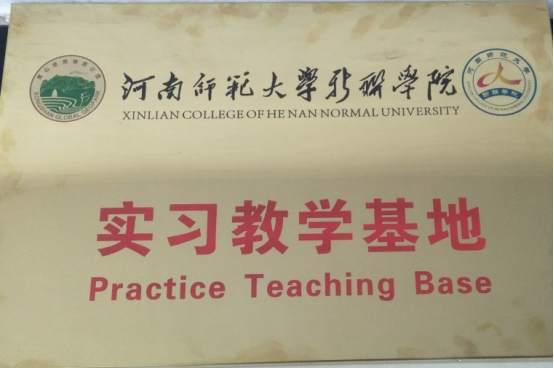 河南师范大学新联学院
XINLIAN COLLEGE OF HE NAN NORMAL UNIVERSITY
实习教学基地
Practice Teaching Base